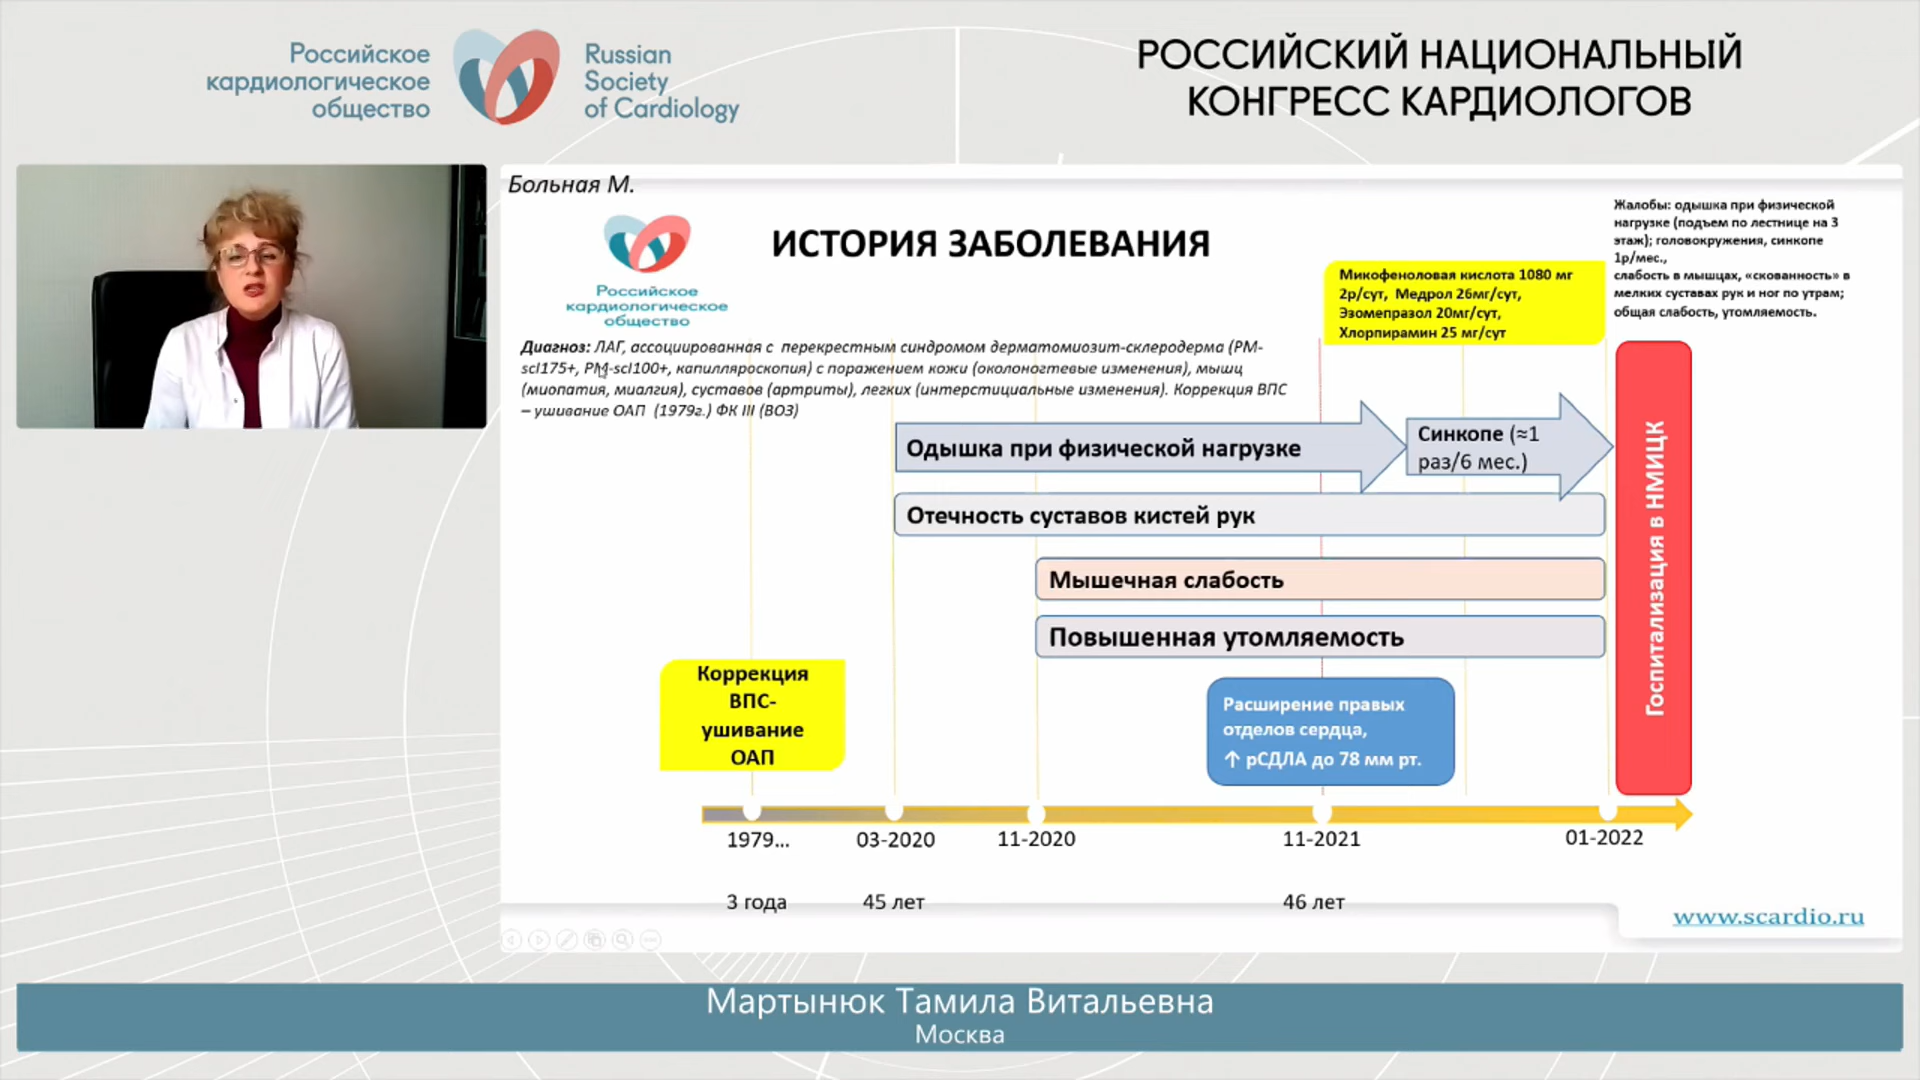 Российское
кардиологическое
общество
Russian
Society
of Cardiology
РОССИЙСКИЙ НАЦИОНАЛЬНЫЙ
КОНГРЕСС КАРДИОЛОГОВ
Больная М.
Российское
кардиологическое
общество
ИСТОРИЯ ЗАБОЛЕВАНИЯ
Микофеноловая кислота 1080 мг
2р/сут, Медрол 26мг/сут,
Эзомепразол 20мг/сут,
Хлорпирамин 25 мг/сут
Жалобы: одышка при физической
нагрузке (подъем по лестнице на 3
этаж); головокружения, синкопе
1р/мес.,
слабость в мышцах, «скованность» в
мелких суставах рук и ног по утрам;
общая слабость, утомляемость.
Диагноз: ЛАГ, ассоциированная с перекрестным синдромом дерматомиозит-склеродерма (PM-
scl175+, PM-scl100+, капилляроскопия) с поражением кожи (околоногтевые изменения), мышц
(миопатия, миалгия), суставов (артриты), легких (интерстициальные изменения). Коррекция ВПС
– ушивание ОАП (1979г.) ФК III (ВОЗ)
Одышка при физической нагрузке
Синкопе (≈1
раз/6 мес.)
Отечность суставов кистей рук
Мышечная слабость
Повышенная утомляемость
Госпитализация в НМИЦК
Коррекция
ВПС-
ушивание
ОАП
Расширение правых
отделов сердца,
↑ рСДЛА до 78 мм рт.
1979...
03-2020
11-2020
11-2021
01-2022
3 года
45 лет
46 лет
www.scardio.ru
Мартынюк Тамила Витальевна
Москва